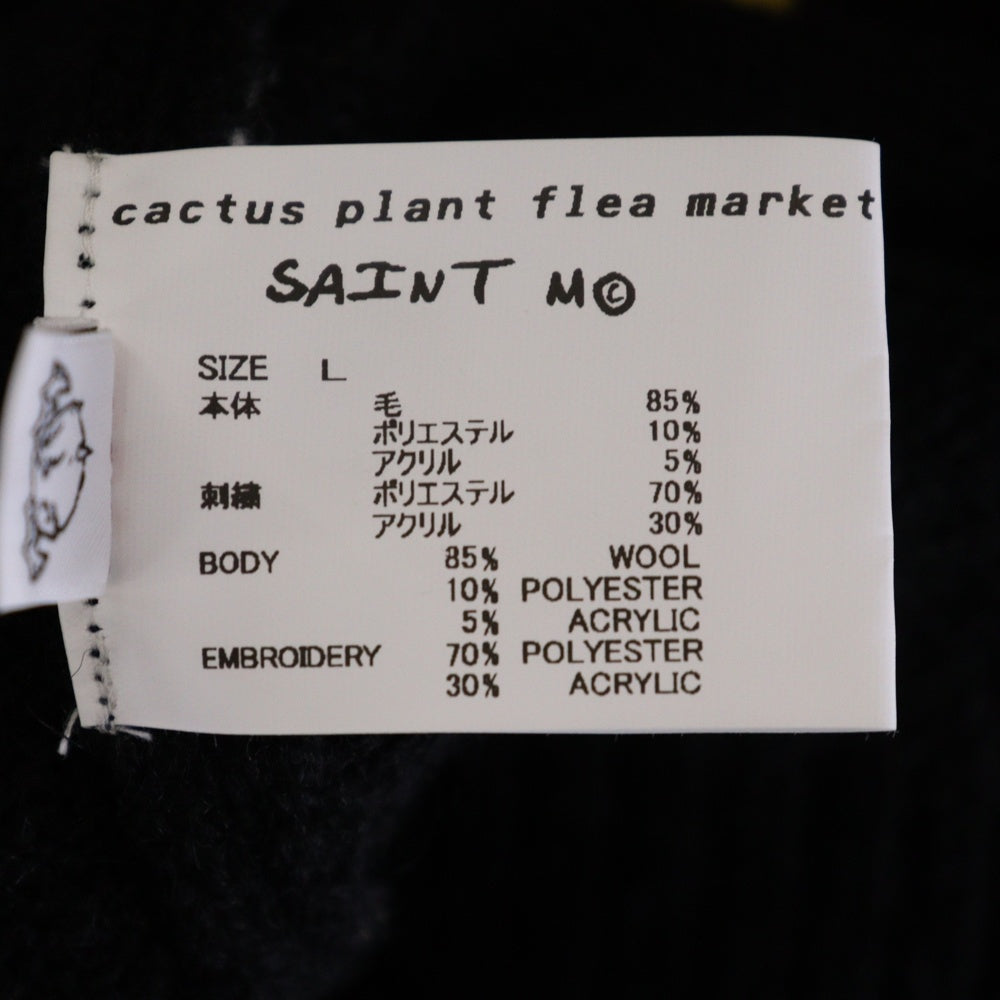 cactus plant flea market
SAINT M©
SIZE L
本体 毛 85%
ポリエステル 10%
アクリル 5%
刺繍 ポリエステル 70%
アクリル 30%
BODY 85% WOOL
10% POLYESTER
5% ACRYLIC
EMBROIDERY 70% POLYESTER
30% ACRYLIC